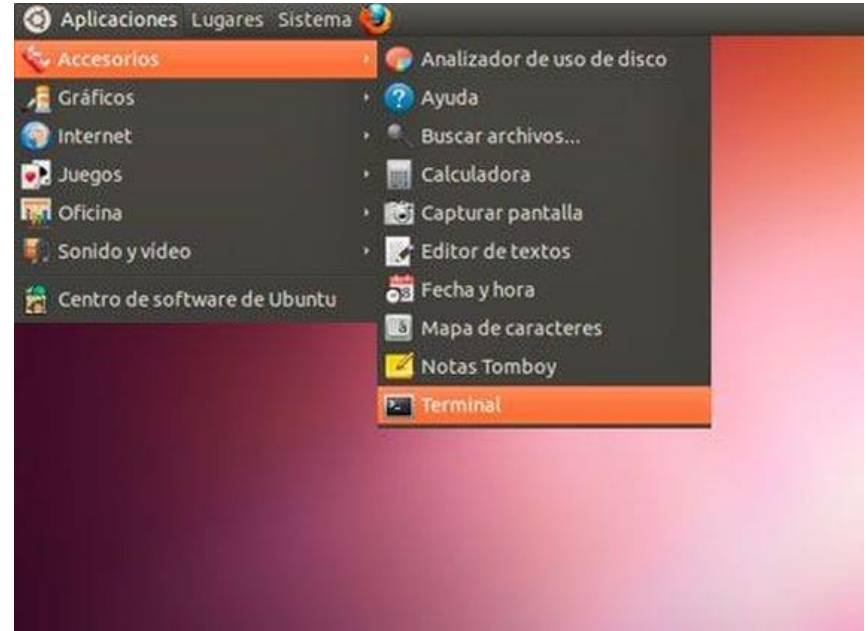 Aplicaciones Lugares Sistema
Accesorios
Gráficos
Internet
Juegos
Oficina
Sonido y vídeo
Centro de software de Ubuntu
Analizador de uso de disco
Ayuda
Buscar archivos...
Calculadora
Capturar pantalla
Editor de textos
Fecha y hora
Mapa de caracteres
Notas Tomboy
Terminal